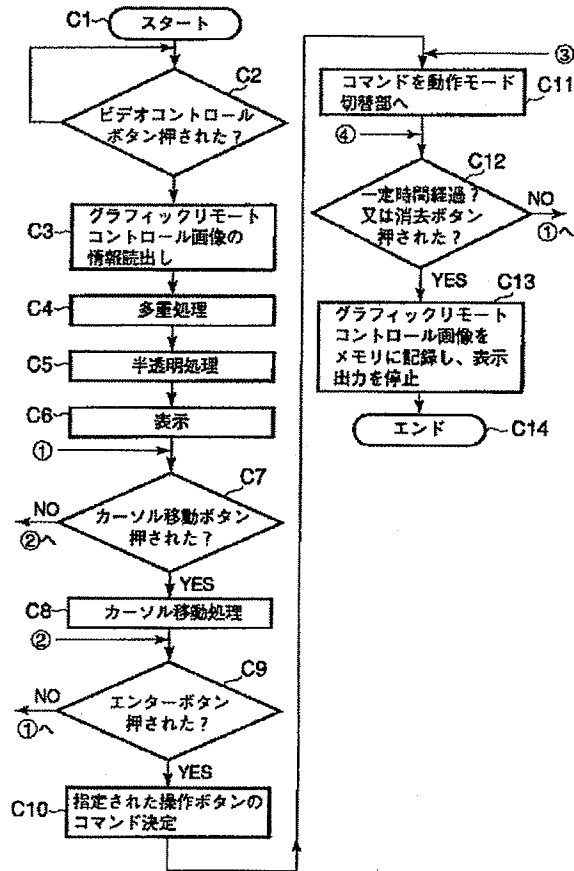 C1
スタート
C2
ビデオコントロール
ボタン押された？
C3
グラフィックリモート
コントロール画像の
情報読出し
C4
多重処理
C5
半透明処理
C6
表示
①
C7
カーソル移動ボタン
押された？
NO
②へ
YES
C8
カーソル移動処理
②
C9
エンターボタン
押された？
NO
①へ
YES
C10
指定された操作ボタンの
コマンド決定
③
コマンドを動作モード
切替部へ
C11
④
C12
一定時間経過？
又は消去ボタン
押された？
NO
①へ
YES
C13
グラフィックリモート
コントロール画像を
メモリに記録し、表示
出力を停止
エンド
C14